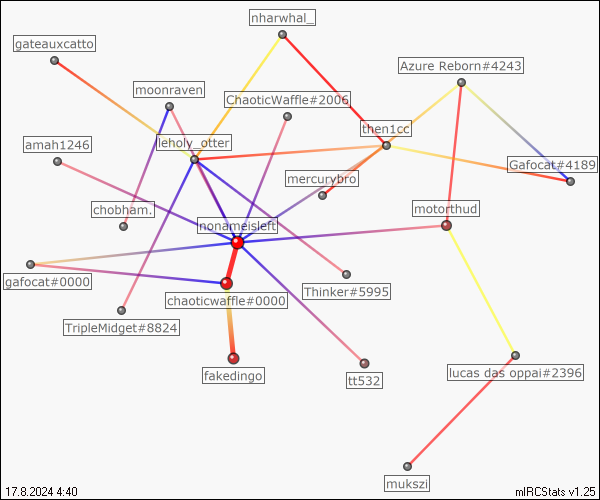 nharwhal_
gateauxcatto
Azure Reborn#4243
moonraven
ChaoticWaffle#2006
then1cc
amah1246
leholy_otter
Gafocat#4189
mercurybro
chobham.
motorthud
nonameisleft
gafocat#0000
Thinker#5995
chaoticwaffle#0000
TripleMidget#8824
fakedingo
tt532
lucas das oppai#2396
mukszi
17.8.2024 4:40
mIRCStats v1.25